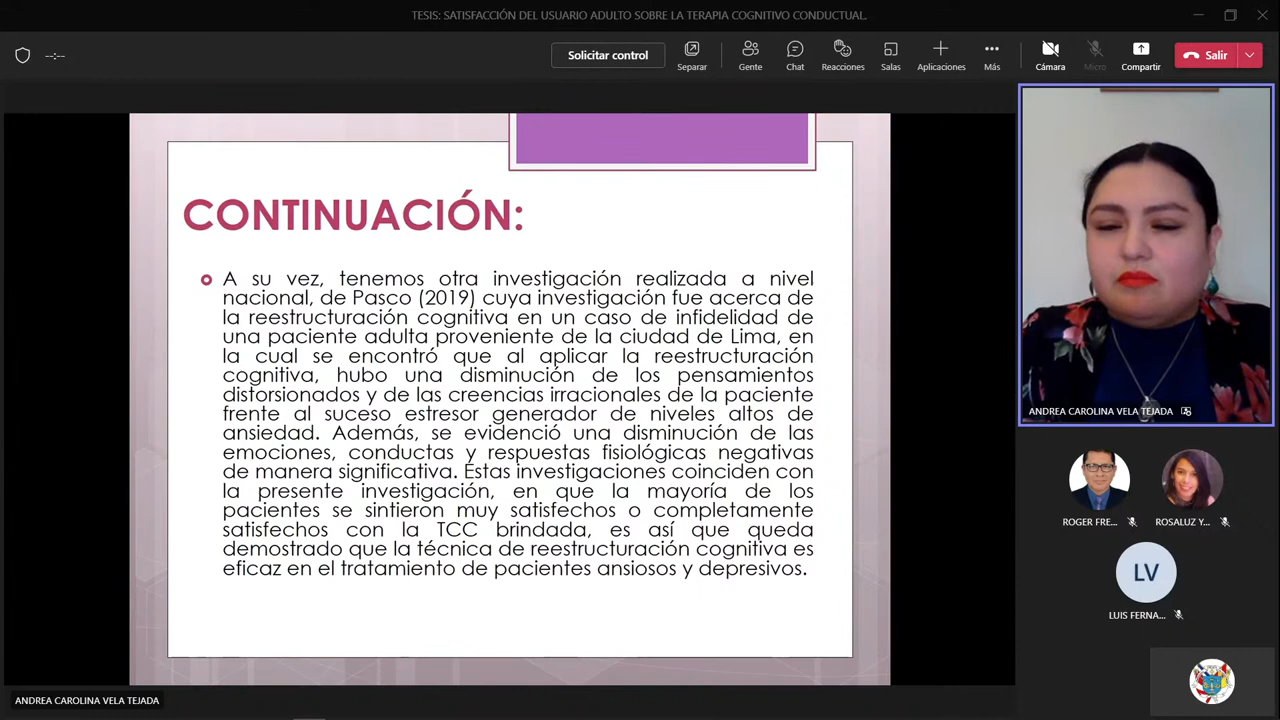 TESIS: SATISFACCIÓN DEL USUARIO ADULTO SOBRE LA TERAPIA COGNITIVO CONDUCTUAL.
--:--
Solicitar control
Separar
Gente
Chat
Reacciones
Salas
Aplicaciones
Más
Cámara
Micro
Compartir
Salir
CONTINUACIÓN:
A su vez, tenemos otra investigación realizada a nivel
nacional, de Pasco (2019) cuya investigación fue acerca de
la reestructuración cognitiva en un caso de infidelidad de
una paciente adulta proveniente de la ciudad de Lima, en
la cual se encontró que al aplicar la reestructuración
cognitiva, hubo una disminución de los pensamientos
distorsionados y de las creencias irracionales de la paciente
frente al suceso estresor generador de niveles altos de
ansiedad. Además, se evidenció una disminución de las
emociones, conductas y respuestas fisiológicas negativas
de manera significativa. Estas investigaciones coinciden con
la presente investigación, en que la mayoría de los
pacientes se sintieron muy satisfechos o completamente
satisfechos con la TCC brindada, es así que queda
demostrado que la técnica de reestructuración cognitiva es
eficaz en el tratamiento de pacientes ansiosos y depresivos.
ANDREA CAROLINA VELA TEJADA
ROGER FRE...
ROSALUZ Y...
LV
LUIS FERNA...
ANDREA CAROLINA VELA TEJADA